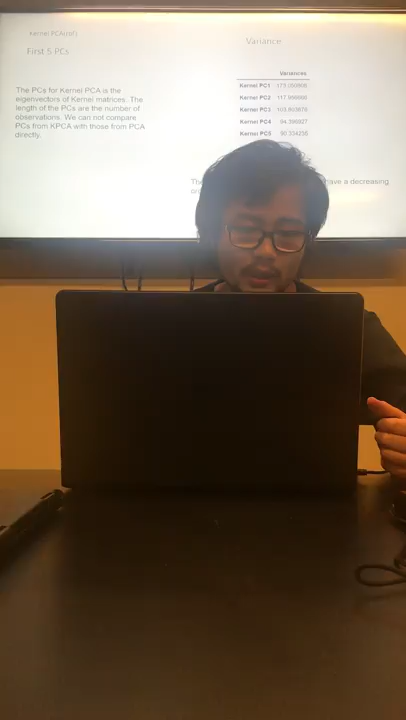 Kernel PCA(rbf)
First 5 PCs
The PCs for Kernel PCA is the
eigenvectors of Kernel matrices. The
length of the PCs are the number of
observations. We can not compare
PCs from KPCA with those from PCA
directly.
Variance
Variances
Kernel PC1
Kernel PC2
Kernel PC3
Kernel PC4
Kernel PC5
have a decreasing